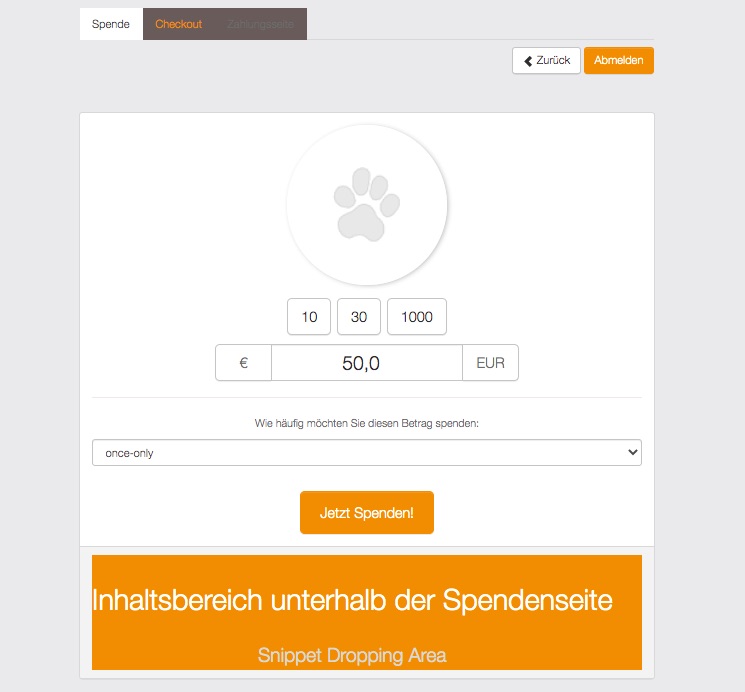 Spende Checkout Zahlungsseite
Zurück Abmelden
10 30 1000
€ 50,0 EUR
Wie häufig möchten Sie diesen Betrag spenden:
once-only
Jetzt Spenden!
Inhaltsbereich unterhalb der Spendenseite
Snippet Dropping Area